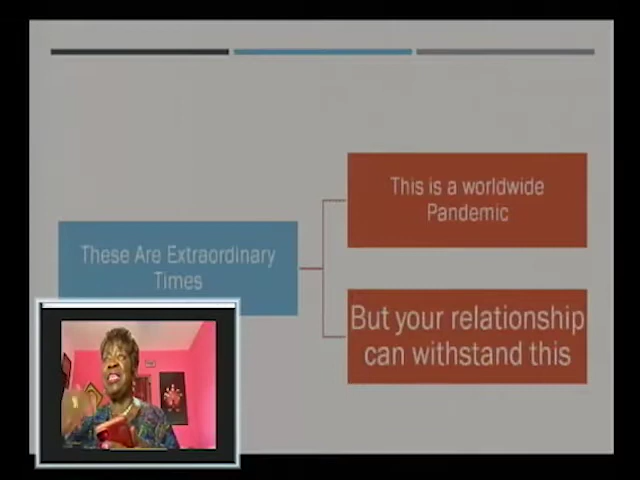 These Are Extraordinary
Times
This is a worldwide
Pandemic
But your relationship
can withstand this